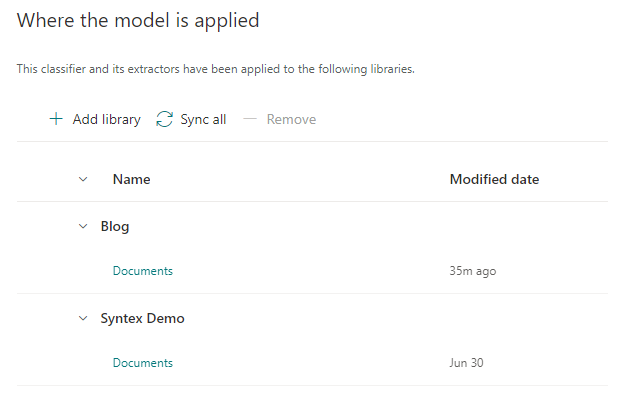 Where the model is applied
This classifier and its extractors have been applied to the following libraries.
Add library Sync all Remove
Name Modified date
Blog
Documents 35m ago
Syntex Demo
Documents Jun 30